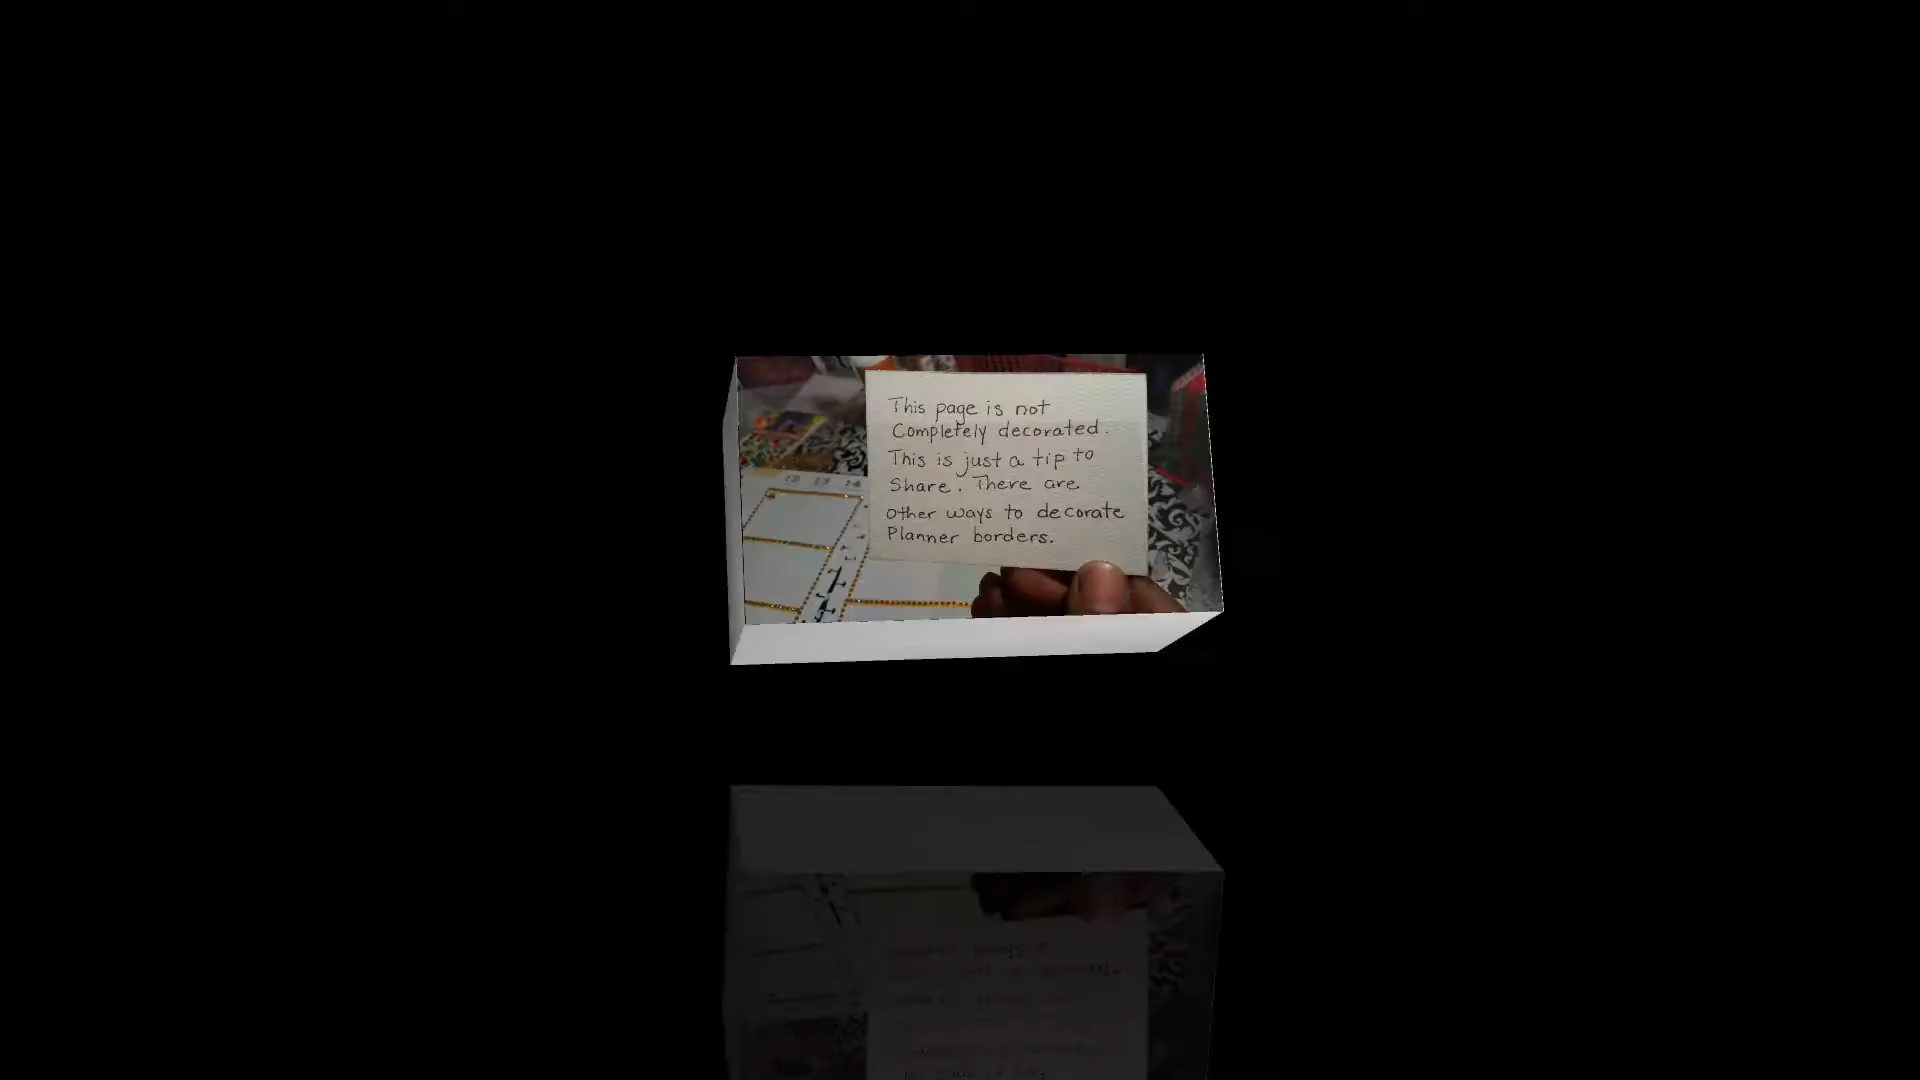 This page is not
Completely decorated.
This is just a tip to
Share. There are
other ways to decorate
Planner borders.